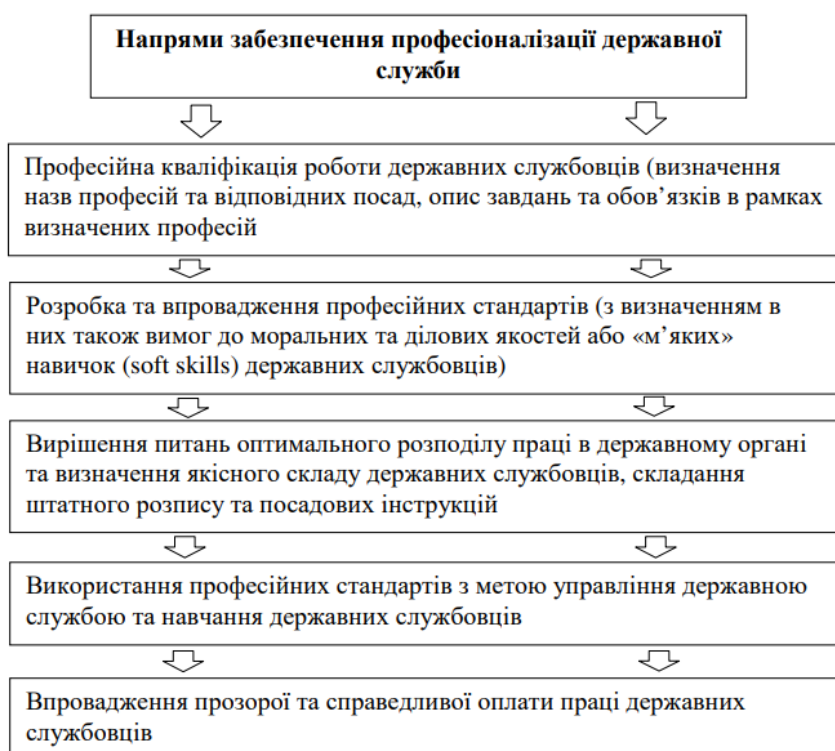 Напрями забезпечення професіоналізації державної
служби
Професійна кваліфікація роботи державних службовців (визначення
назв професій та відповідних посад, опис завдань та обов’язків в рамках
визначених професій
Розробка та впровадження професійних стандартів (з визначенням в
них також вимог до моральних та ділових якостей або «м’яких»
навичок (soft skills) державних службовців)
Вирішення питань оптимального розподілу праці в державному органі
та визначення якісного складу державних службовців, складання
штатного розпису та посадових інструкцій
Використання професійних стандартів з метою управління державною
службою та навчання державних службовців
Впровадження прозорої та справедливої оплати праці державних
службовців